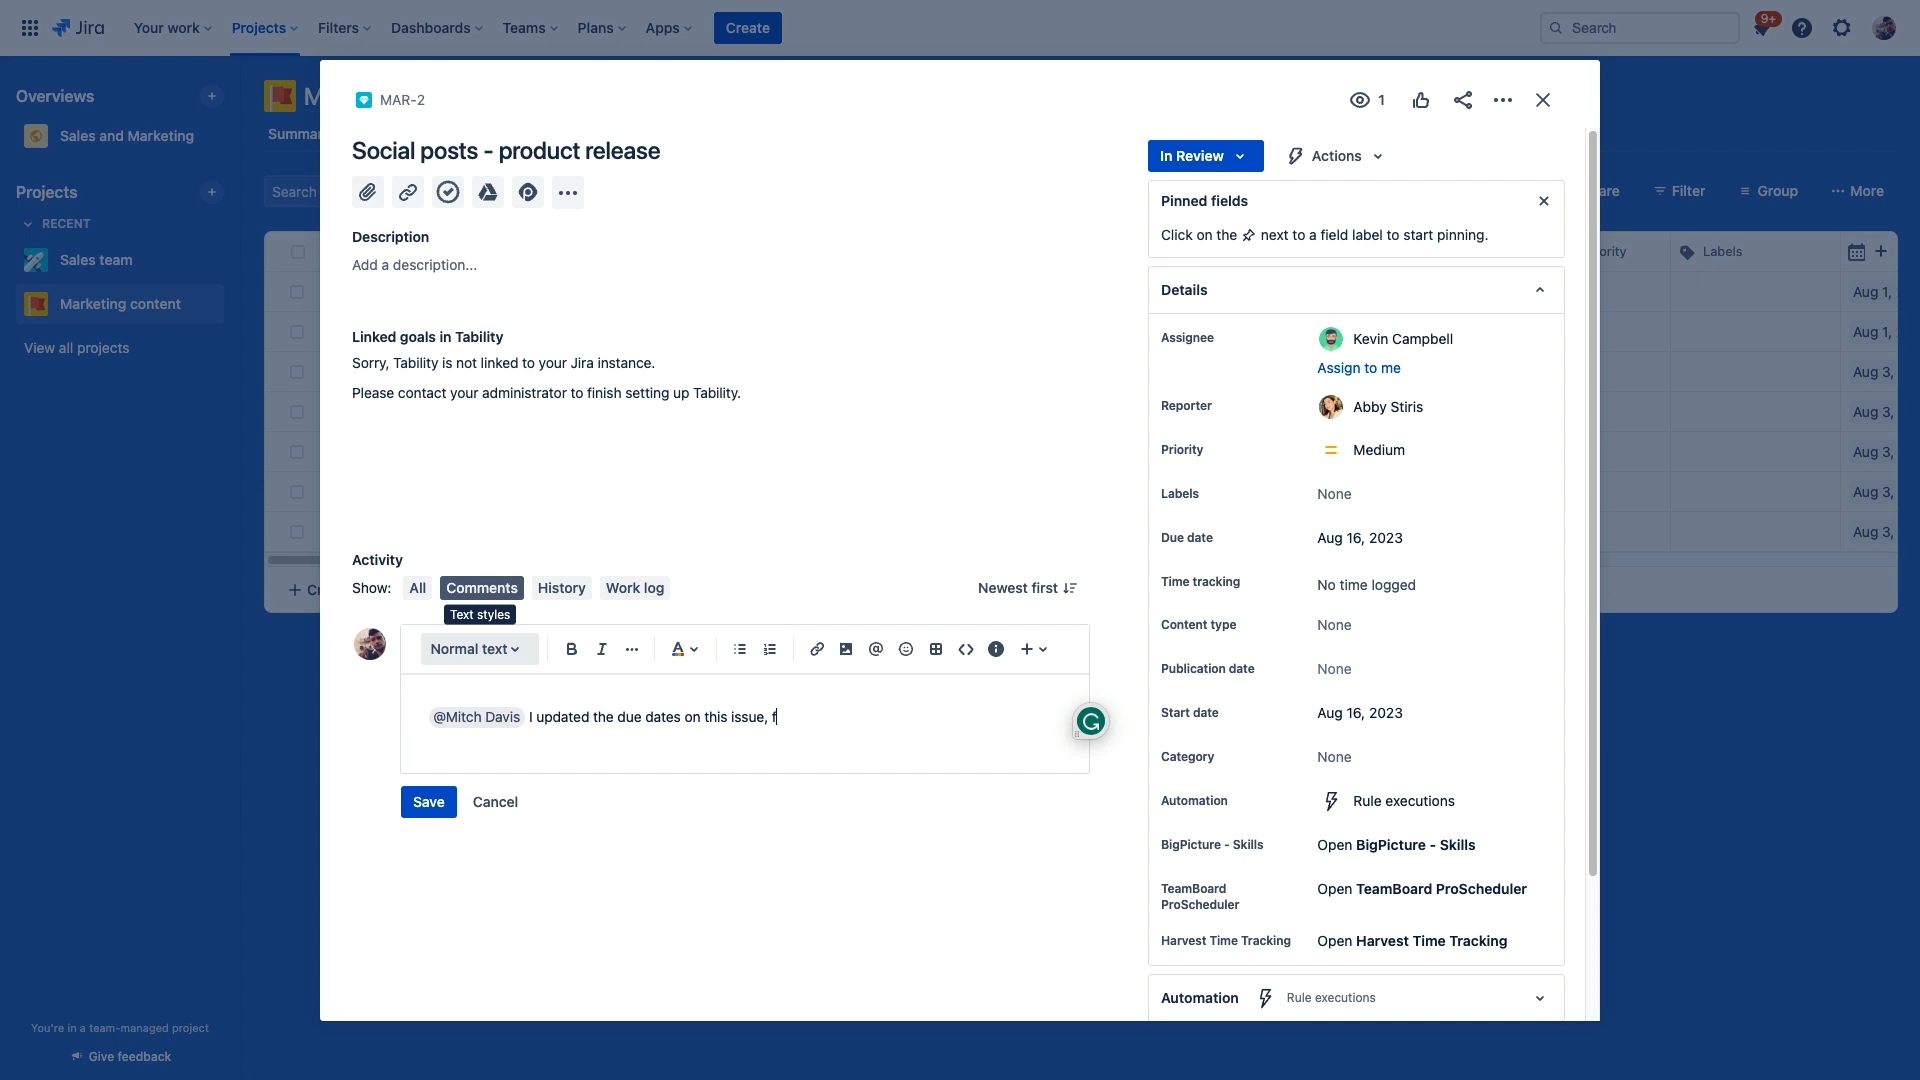 Jira
Your work
Projects
Filters
Dashboards
Teams
Plans
Apps
Create
Search
9+
Overviews
Sales and Marketing
Projects
RECENT
Sales team
Marketing content
View all projects
You're in a team-managed project
Give feedback
M
Summar
Search
Filter
Group
More
Labels
Aug 1,
Aug 1,
Aug 3,
Aug 3,
Aug 3,
Aug 3,
Aug 3,
MAR-2
1
Social posts - product release
Description
Add a description...
Linked goals in Tability
Sorry, Tability is not linked to your Jira instance.
Please contact your administrator to finish setting up Tability.
Activity
Show:
All
Comments
History
Work log
Newest first
Text styles
Normal text
@Mitch Davis I updated the due dates on this issue, f
Save
Cancel
In Review
Actions
Pinned fields
Click on the next to a field label to start pinning.
Details
Assignee
Kevin Campbell
Assign to me
Reporter
Abby Stiris
Priority
Medium
Labels
None
Due date
Aug 16, 2023
Time tracking
No time logged
Content type
None
Publication date
None
Start date
Aug 16, 2023
Category
None
Automation
Rule executions
BigPicture - Skills
Open BigPicture - Skills
TeamBoard
ProScheduler
Open TeamBoard ProScheduler
Harvest Time Tracking
Open Harvest Time Tracking
Automation
Rule executions